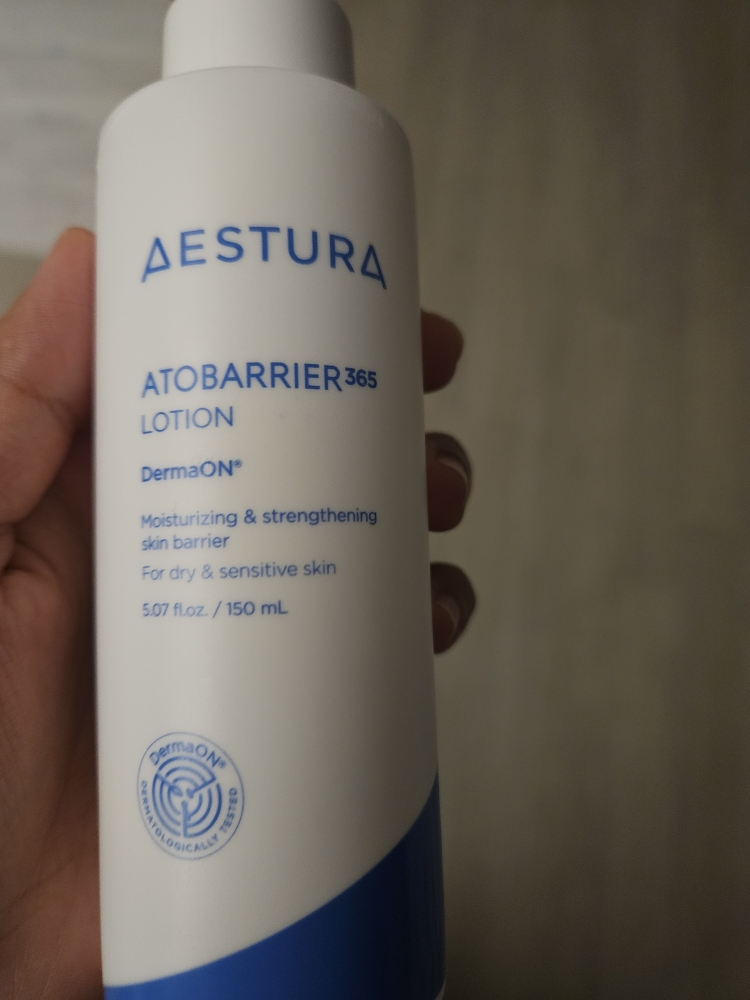 AESTURA
ATOBARRIER365
LOTION
DermaON®
Moisturizing & strengthening
skin barrier
For dry & sensitive skin
5.07 fl.oz. / 150 mL
DermaON®
DERMATOLOGICALLY TESTED